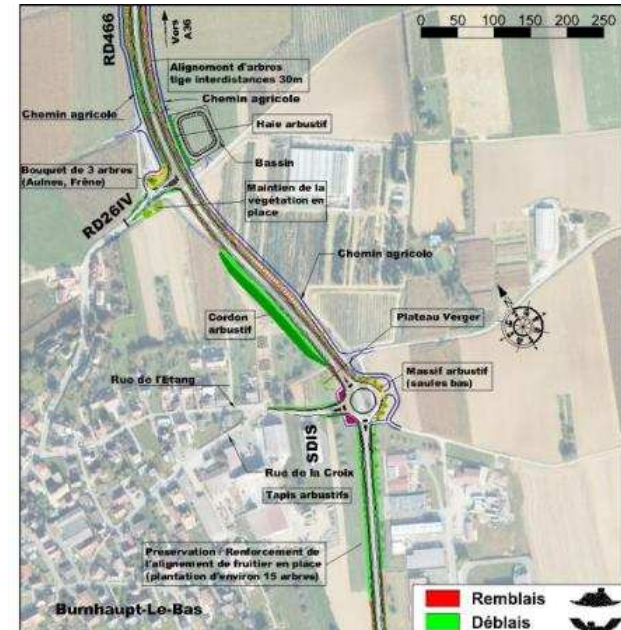 0 50 100 150 200 250
RD466
Vers
A36
Alignement d'arbres
tige interdistances 30m
Chemin agricole
Chemin agricole
Haie arbustif
Bassin
Bouquet de 3 arbres
(Aulnes, Frêne)
Maintien de la
végétation en
place
RD26IV
Chemin agricole
Cordon
arbustif
Plateau Verger
N
Massif arbustif
(saules bas)
Rue de l'Etang
SDIS
Rue de la Croix
Tapis arbustifs
Préservation / Renforcement de
l'alignement de fruitier en place
(plantation d'environ 15 arbres)
Burnhaupt-Le-Bas
Remblais
Déblais